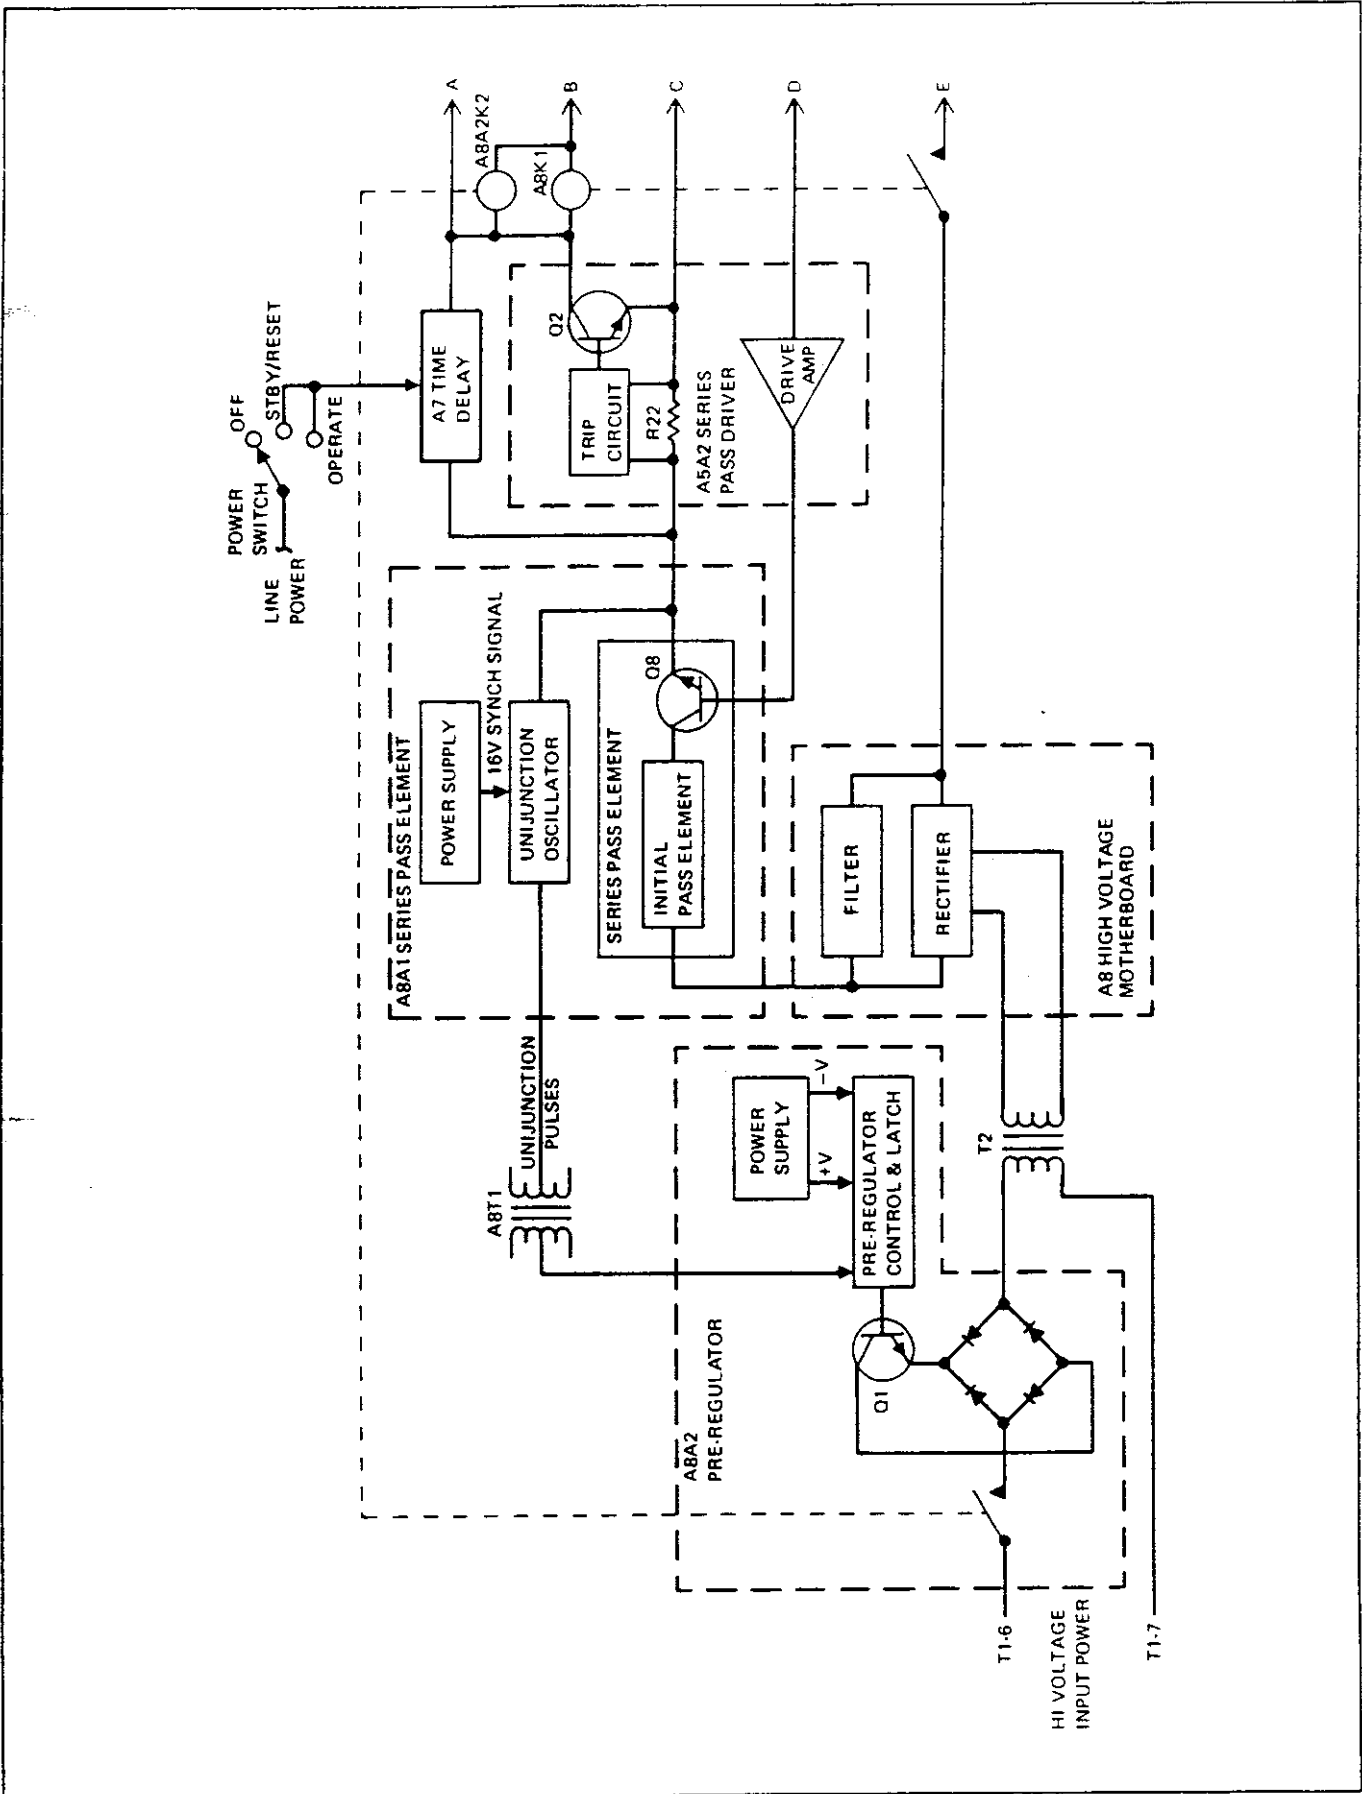 POWER
SWITCH
OFF
STBY/RESET
OPERATE
LINE
POWER
A7 TIME
DELAY
A
A8A2K2
B
A8K1
C
D
E
A8A1 SERIES PASS ELEMENT
POWER SUPPLY
16V SYNCH SIGNAL
UNIJUNCTION
OSCILLATOR
SERIES PASS ELEMENT
INITIAL
PASS ELEMENT
Q8
Q2
TRIP
CIRCUIT
R22
A5A2 SERIES
PASS DRIVER
DRIVE
AMP
UNIJUNCTION
PULSES
A8T1
FILTER
RECTIFIER
A8 HIGH VOLTAGE
MOTHERBOARD
T2
A8A2
PRE-REGULATOR
POWER
SUPPLY
+V
-V
PRE-REGULATOR
CONTROL & LATCH
Q1
T1-6
HI VOLTAGE
INPUT POWER
T1-7